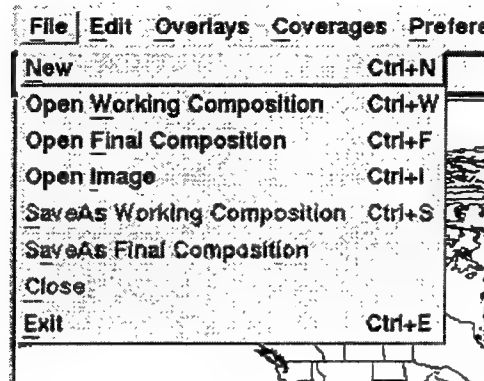 File Edit Overlays Coverages Prefere
New Ctrl+N
Open Working Composition Ctrl+W
Open Final Composition Ctrl+F
Open Image Ctrl+I
SaveAs Working Composition Ctrl+S
SaveAs Final Composition
Close
Exit Ctrl+E